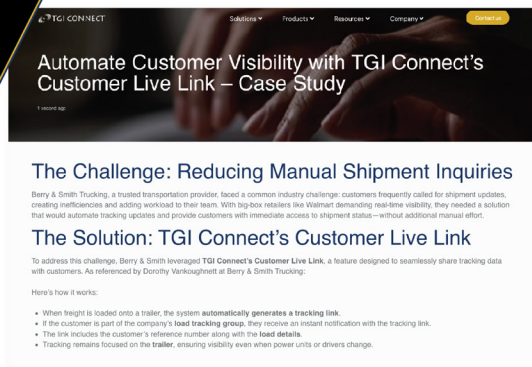 TGI CONNECT
Solutions Products Resources Company Contact us
Automate Customer Visibility with TGI Connect's
Customer Live Link – Case Study
1 second ago
The Challenge: Reducing Manual Shipment Inquiries
Berry & Smith Trucking, a trusted transportation provider, faced a common industry challenge: customers frequently called for shipment updates,
creating inefficiencies and adding workload to their team. With big-box retailers like Walmart demanding real-time visibility, they needed a solution
that would automate tracking updates and provide customers with immediate access to shipment status—without additional manual effort.
The Solution: TGI Connect's Customer Live Link
To address this challenge, Berry & Smith leveraged TGI Connect's Customer Live Link, a feature designed to seamlessly share tracking data
with customers. As referenced by Dorothy Vankoughnett at Berry & Smith Trucking:
Here's how it works:
• When freight is loaded onto a trailer, the system automatically generates a tracking link.
• If the customer is part of the company's load tracking group, they receive an instant notification with the tracking link.
• The link includes the customer's reference number along with the load details.
• Tracking remains focused on the trailer, ensuring visibility even when power units or drivers change.